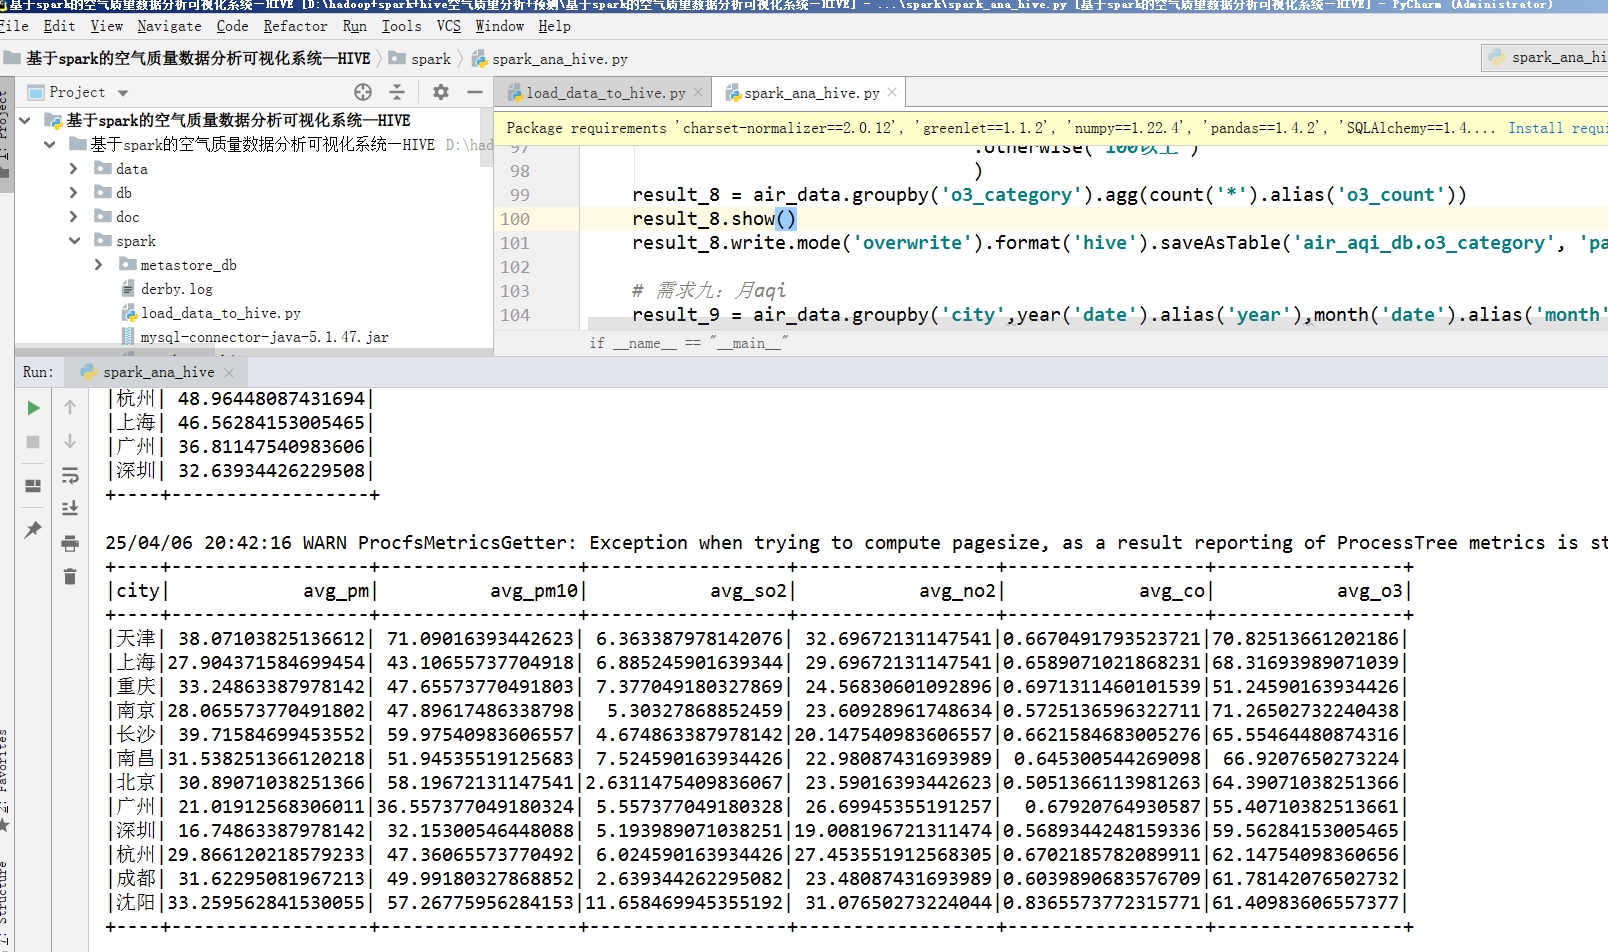 基于spark的空气质量数据分析可视化系统—HIVE [D:\hadoop+spark+hive空气质量分析+预测\基于spark的空气质量数据分析可视化系统—HIVE] - ...\spark\spark_ana_hive.py [基于spark的空气质量数据分析可视化系统—HIVE] - PyCharm (Administrator)
File Edit View Navigate Code Refactor Run Tools VCS Window Help
基于spark的空气质量数据分析可视化系统—HIVE spark spark_ana_hive.py spark_ana_hi
Project
load_data_to_hive.py
spark_ana_hive.py
1: Project
基于spark的空气质量数据分析可视化系统—HIVE
基于spark的空气质量数据分析可视化系统—HIVE D:\had
data
db
doc
spark
metastore_db
derby.log
load_data_to_hive.py
mysql-connector-java-5.1.47.jar
Package requirements 'charset-normalizer==2.0.12', 'greenlet==1.1.2', 'numpy==1.22.4', 'pandas==1.4.2', 'SQLAlchemy==1.4.... Install requi
97 .otherwise('100以上')
98 )
99 result_8 = air_data.groupby('o3_category').agg(count('*').alias('o3_count'))
100 result_8.show()
101 result_8.write.mode('overwrite').format('hive').saveAsTable('air_aqi_db.o3_category', 'pa
102
103 # 需求九：月aqi
104 result_9 = air_data.groupby('city',year('date').alias('year'),month('date').alias('month'
if __name__ == "__main__"
Run: spark_ana_hive
|杭州| 48.96448087431694|
|上海| 46.56284153005465|
|广州| 36.81147540983606|
|深圳| 32.63934426229508|
+----+------------------+
25/04/06 20:42:16 WARN ProcfsMetricsGetter: Exception when trying to compute pagesize, as a result reporting of ProcessTree metrics is st
+----+------------------+------------------+------------------+------------------+------------------+-----------------+
|city| avg_pm| avg_pm10| avg_so2| avg_no2| avg_co| avg_o3|
+----+------------------+------------------+------------------+------------------+------------------+-----------------+
|天津| 38.07103825136612| 71.09016393442623| 6.363387978142076| 32.69672131147541|0.6670491793523721|70.82513661202186|
|上海|27.904371584699454| 43.10655737704918| 6.885245901639344| 29.69672131147541|0.6589071021868231|68.31693989071039|
|重庆| 33.24863387978142| 47.65573770491803| 7.377049180327869| 24.56830601092896|0.6971311460101539|51.24590163934426|
|南京|28.065573770491802| 47.89617486338798| 5.30327868852459| 23.60928961748634|0.5725136596322711|71.26502732240438|
|长沙| 39.71584699453552| 59.97540983606557| 4.674863387978142|20.147540983606557|0.6621584683005276|65.55464480874316|
|南昌|31.538251366120218| 51.94535519125683| 7.524590163934426| 22.98087431693989| 0.645300544269098| 66.9207650273224|
|北京| 30.89071038251366| 58.19672131147541|2.6311475409836067| 23.59016393442623|0.5051366113981263|64.39071038251366|
|广州| 21.01912568306011|36.557377049180324| 5.557377049180328| 26.69945355191257| 0.67920764930587|55.40710382513661|
|深圳| 16.74863387978142| 32.15300546448088| 5.193989071038251|19.008196721311474|0.5689344248159336|59.56284153005465|
|杭州|29.866120218579233| 47.36065573770492| 6.024590163934426|27.453551912568305|0.6702185782089911|62.14754098360656|
|成都| 31.62295081967213| 49.99180327868852| 2.639344262295082| 23.48087431693989|0.6039890683576709|61.78142076502732|
|沈阳|33.259562841530055| 57.26775956284153|11.658469945355192| 31.07650273224044|0.8365573772315771|61.40983606557377|
+----+------------------+------------------+------------------+------------------+------------------+-----------------+
2: Favorites
7: Structure